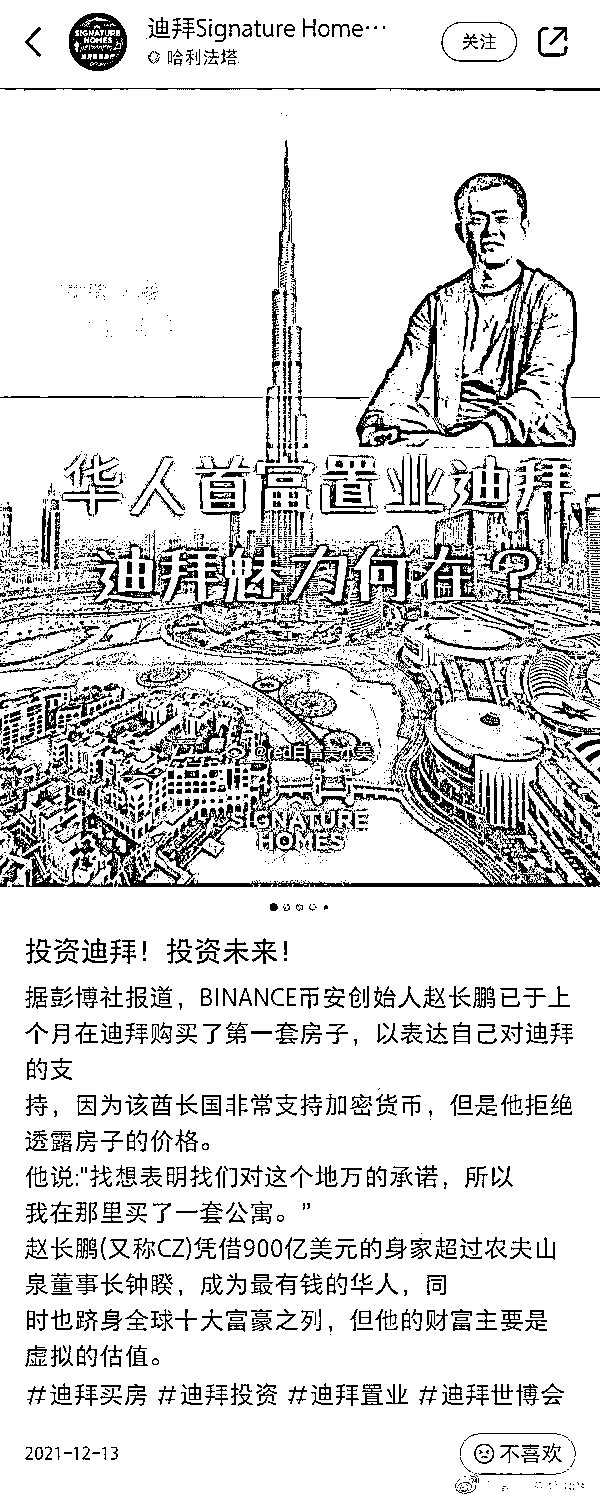 迪拜Signature Home…
哈利法塔
关注
SIGNATURE
HOMES
华人首富置业迪拜
迪拜魅力何在？
SIGNATURE
HOMES
投资迪拜！投资未来！
据彭博社报道，BINANCE币安创始人赵长鹏已于上
个月在迪拜购买了第一套房子，以表达自己对迪拜
的支
持，因为该酋长国非常支持加密货币，但是他拒绝
透露房子的价格。
他说:"找想表明找们对这个地万的承诺，所以
我在那里买了一套公寓。”
赵长鹏(又称CZ)凭借900亿美元的身家超过农夫山
泉董事长钟睽，成为最有钱的华人，同
时也跻身全球十大富豪之列，但他的财富主要是
虚拟的估值。
#迪拜买房 #迪拜投资 #迪拜置业 #迪拜世博会
2021-12-13
不喜欢